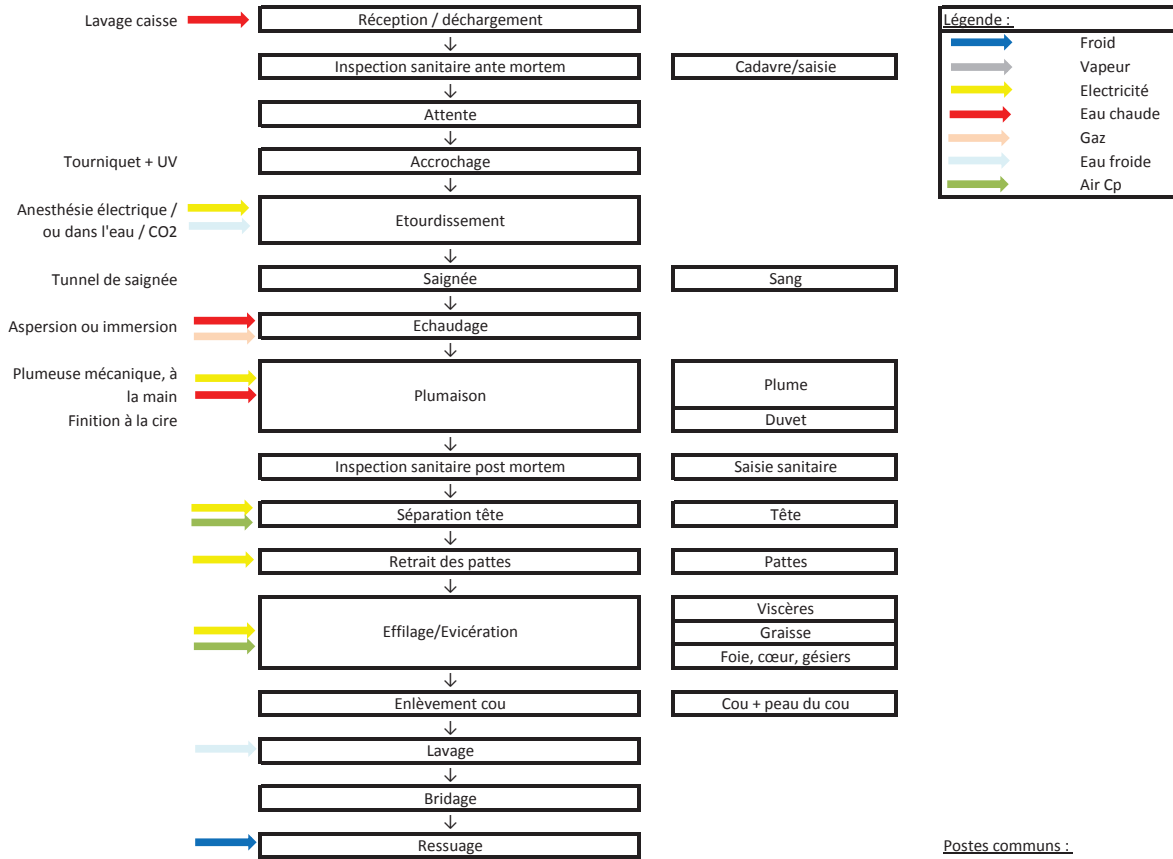 Lavage caisse
Réception / déchargement
Inspection sanitaire ante mortem
Cadavre/saisie
Attente
Tourniquet + UV
Accrochage
Anesthésie électrique /
ou dans l'eau / CO2
Etourdissement
Tunnel de saignée
Saignée
Sang
Aspersion ou immersion
Echaudage
Plumeuse mécanique, à
la main
Finition à la cire
Plumaison
Plume
Duvet
Inspection sanitaire post mortem
Saisie sanitaire
Séparation tête
Tête
Retrait des pattes
Pattes
Effilage/Evicération
Viscères
Graisse
Foie, cœur, gésiers
Enlèvement cou
Cou + peau du cou
Lavage
Bridage
Ressuage
Légende :
Froid
Vapeur
Electricité
Eau chaude
Gaz
Eau froide
Air Cp
Postes communs :